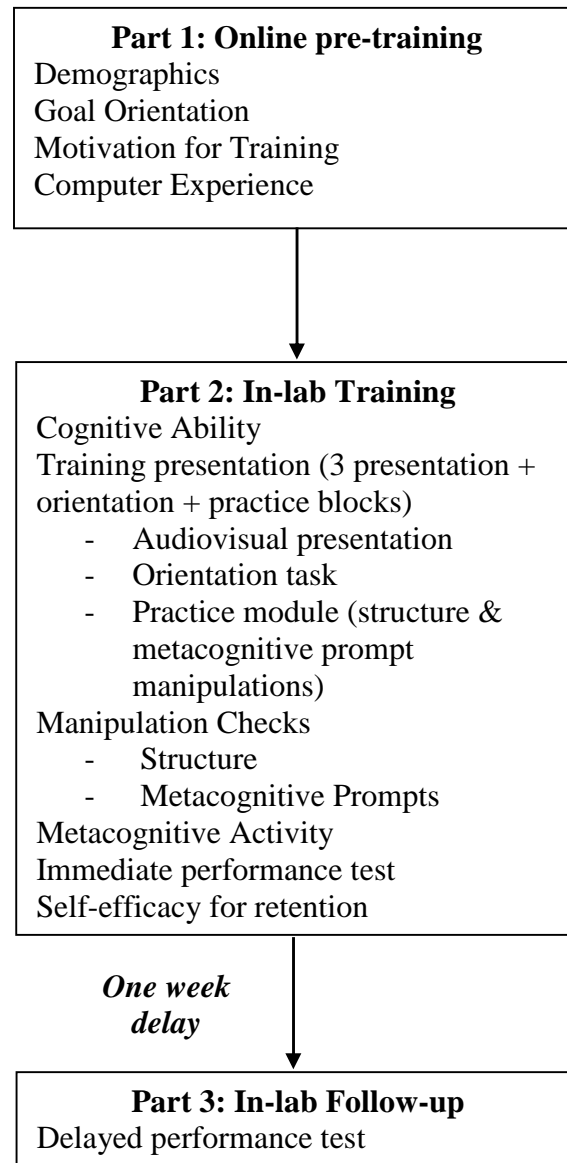 Part 1: Online pre-training
Demographics
Goal Orientation
Motivation for Training
Computer Experience
Part 2: In-lab Training
Cognitive Ability
Training presentation (3 presentation +
orientation + practice blocks)
- Audiovisual presentation
- Orientation task
- Practice module (structure &
metacognitive prompt
manipulations)
Manipulation Checks
- Structure
- Metacognitive Prompts
Metacognitive Activity
Immediate performance test
Self-efficacy for retention
One week
delay
Part 3: In-lab Follow-up
Delayed performance test